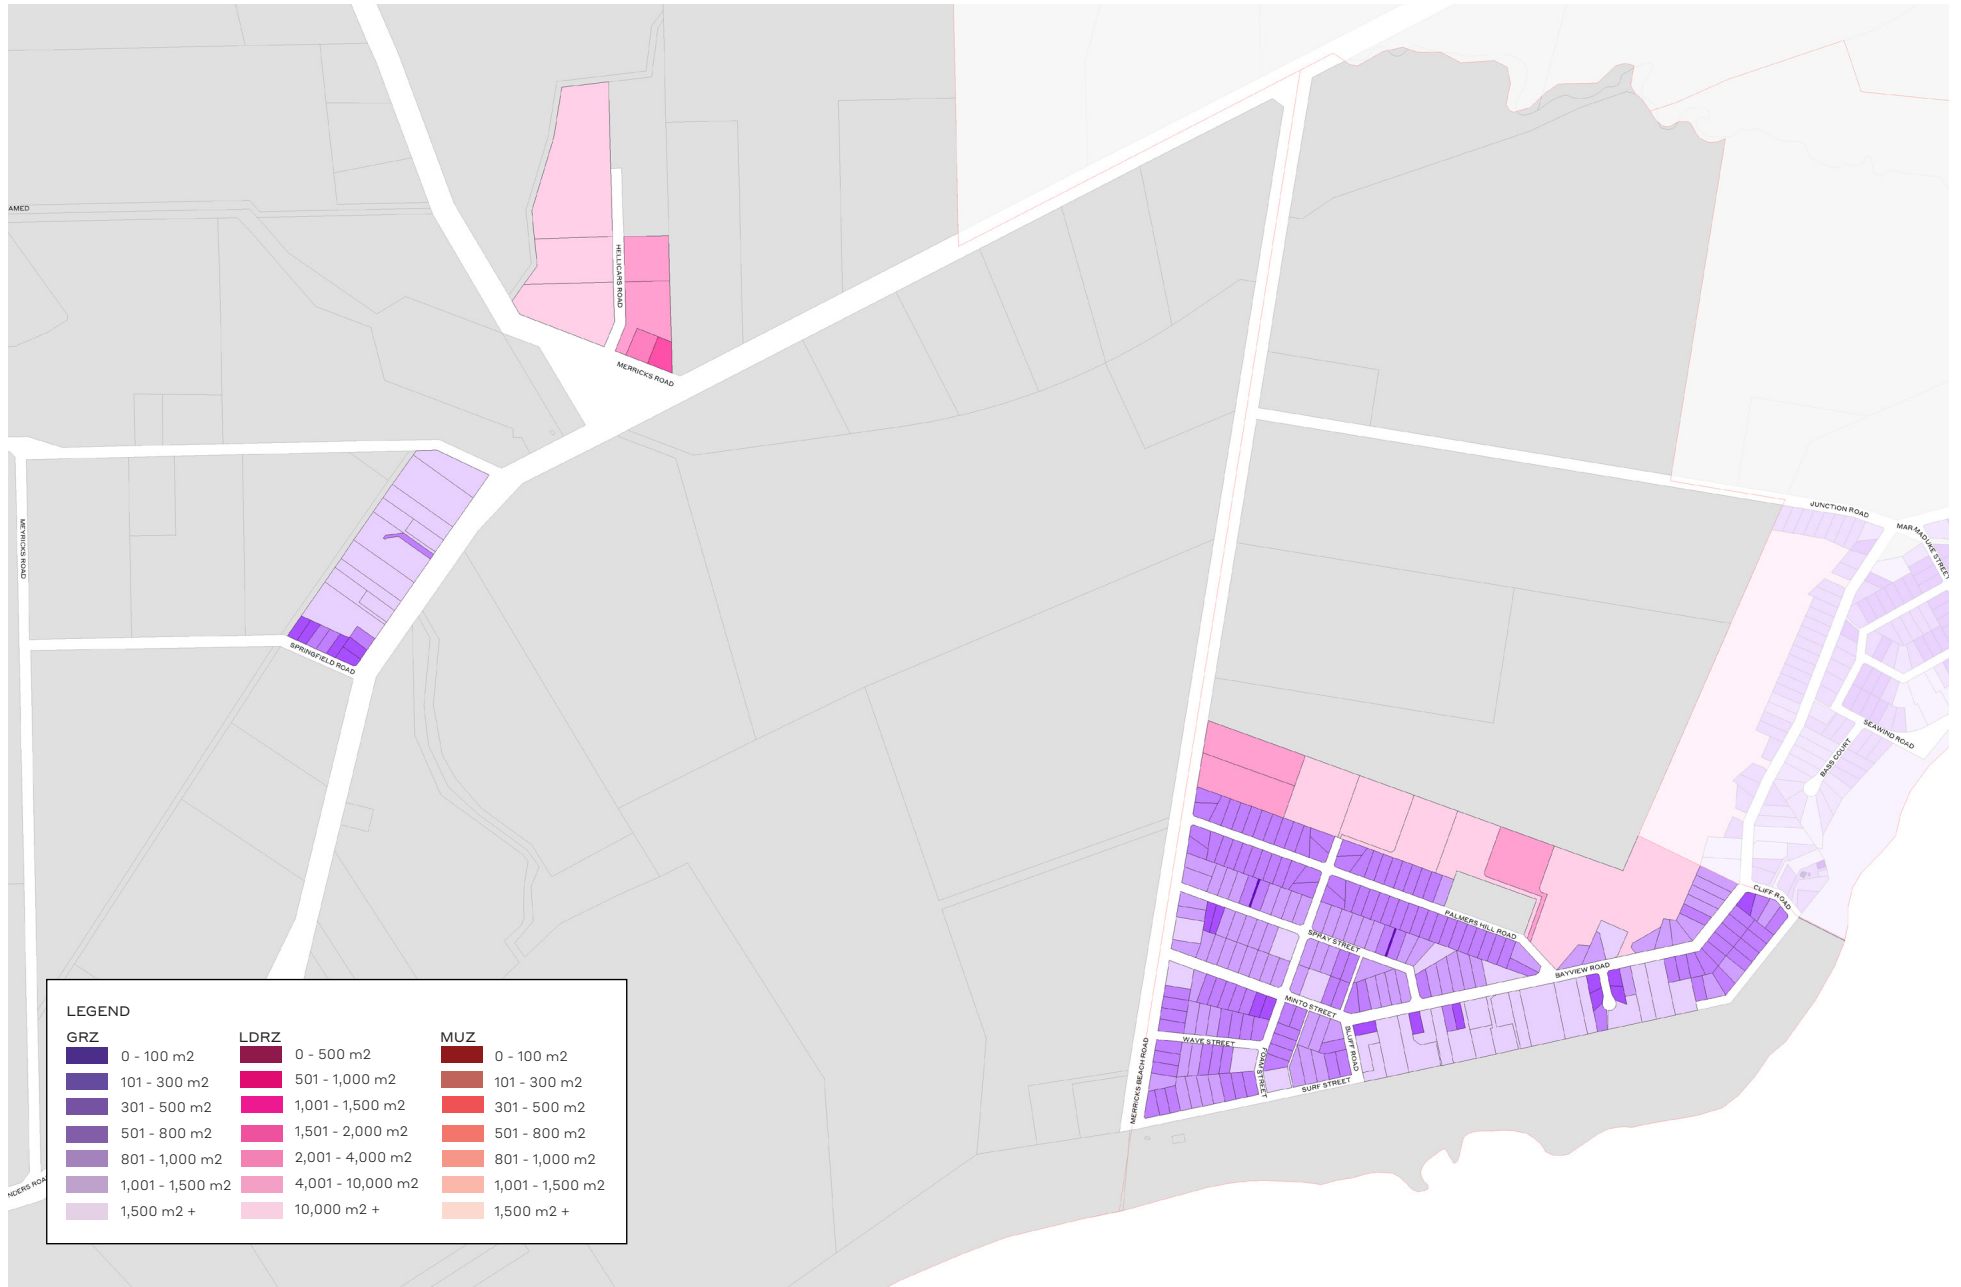 AMED
HELLICARS ROAD
MERRICKS ROAD
MEYRICKS ROAD
SPRINGFIELD ROAD
JUNCTION ROAD
MARMADUKE STREET
SEAWIND ROAD
BASS COURT
CLIFF ROAD
PALMERS HILL ROAD
SPRAY STREET
BAYVIEW ROAD
MINTO STREET
BLUFF ROAD
WAVE STREET
FOAM STREET
SURF STREET
MERRICKS BEACH ROAD
NDERS ROA
LEGEND
GRZ
0 - 100 m2
101 - 300 m2
301 - 500 m2
501 - 800 m2
801 - 1,000 m2
1,001 - 1,500 m2
1,500 m2 +
LDRZ
0 - 500 m2
501 - 1,000 m2
1,001 - 1,500 m2
1,501 - 2,000 m2
2,001 - 4,000 m2
4,001 - 10,000 m2
10,000 m2 +
MUZ
0 - 100 m2
101 - 300 m2
301 - 500 m2
501 - 800 m2
801 - 1,000 m2
1,001 - 1,500 m2
1,500 m2 +